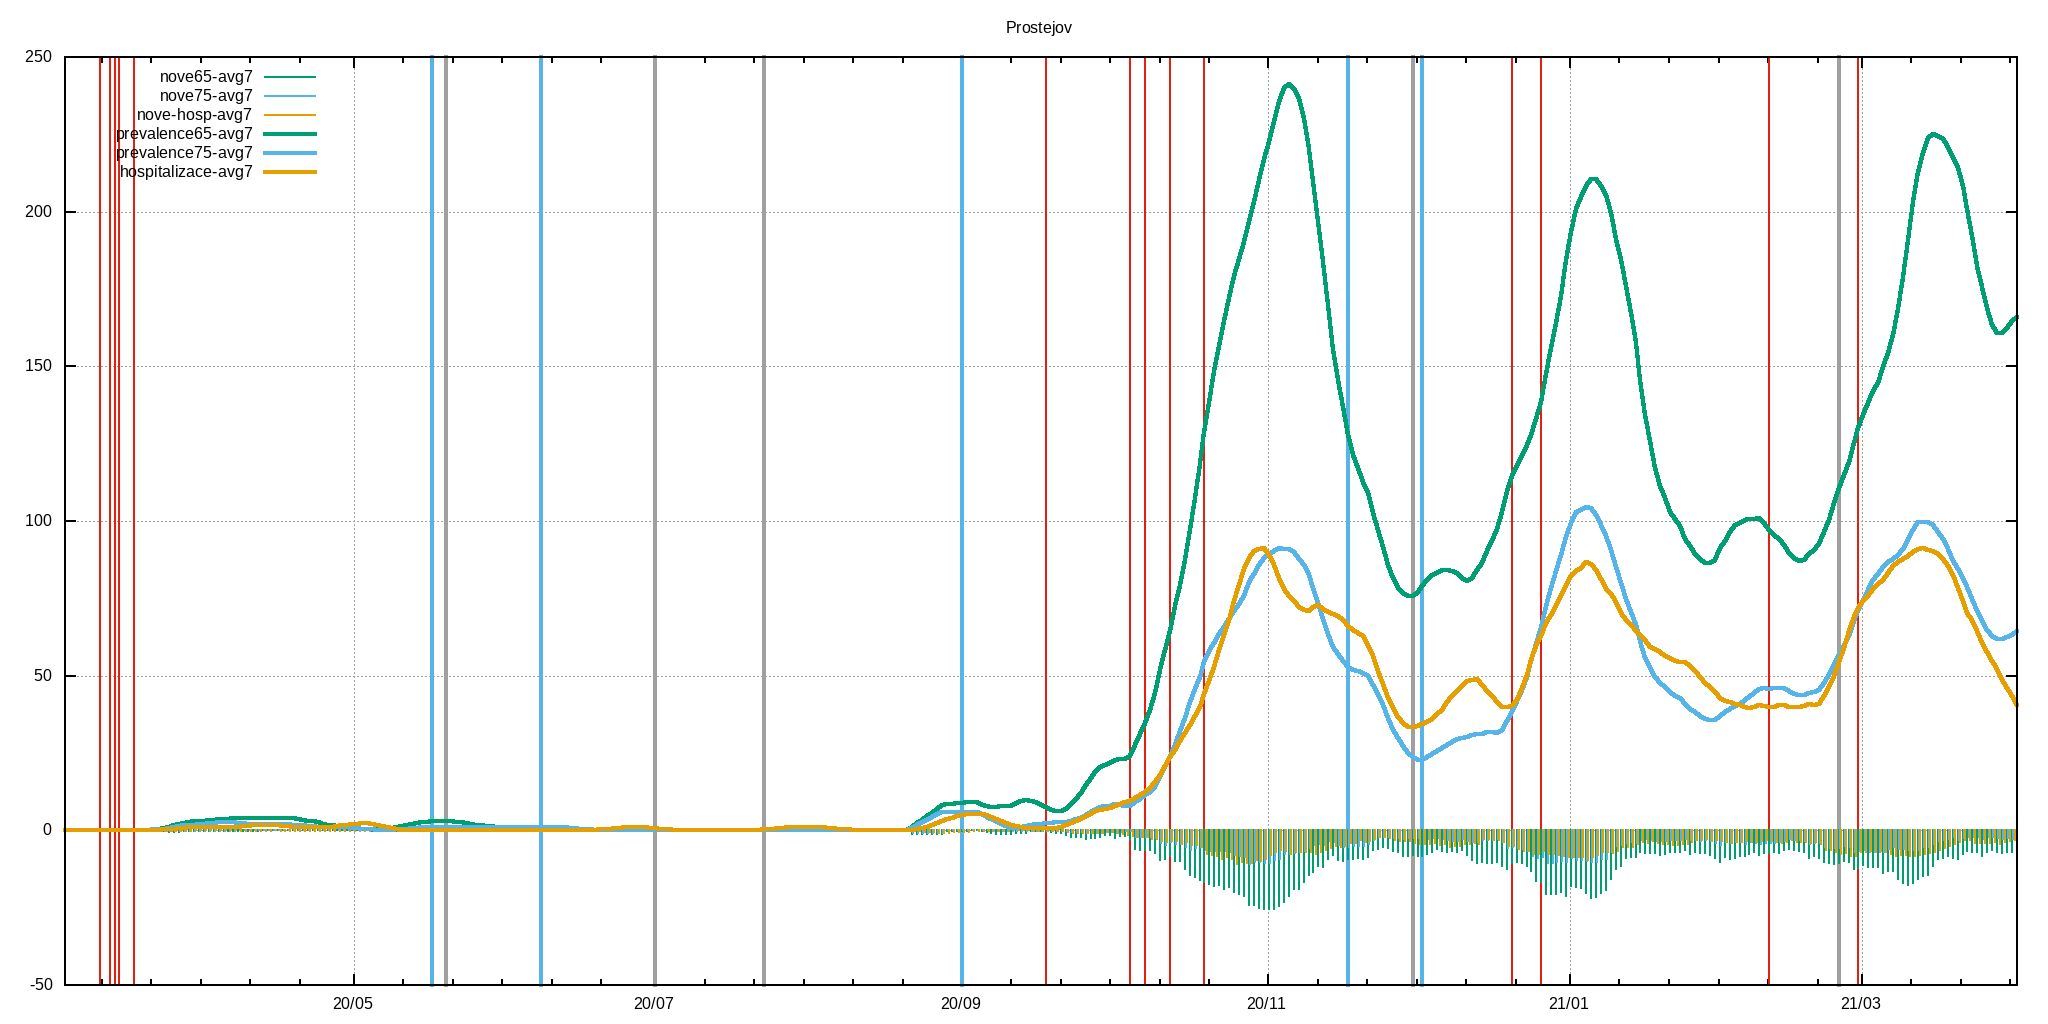 Prostejov
250
nove65-avg7
nove75-avg7
nove-hosp-avg7
prevalence65-avg7
prevalence75-avg7
hospitalizace-avg7
200
150
100
50
0
-50
20/05 20/07 20/09 20/11 21/01 21/03